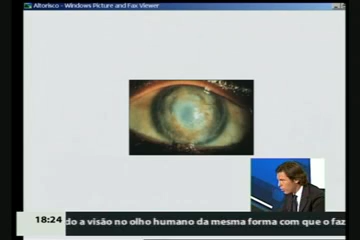 Altorisco - Windows Picture and Fax Viewer
18:24
do a visão no olho humano da mesma forma com que o faz